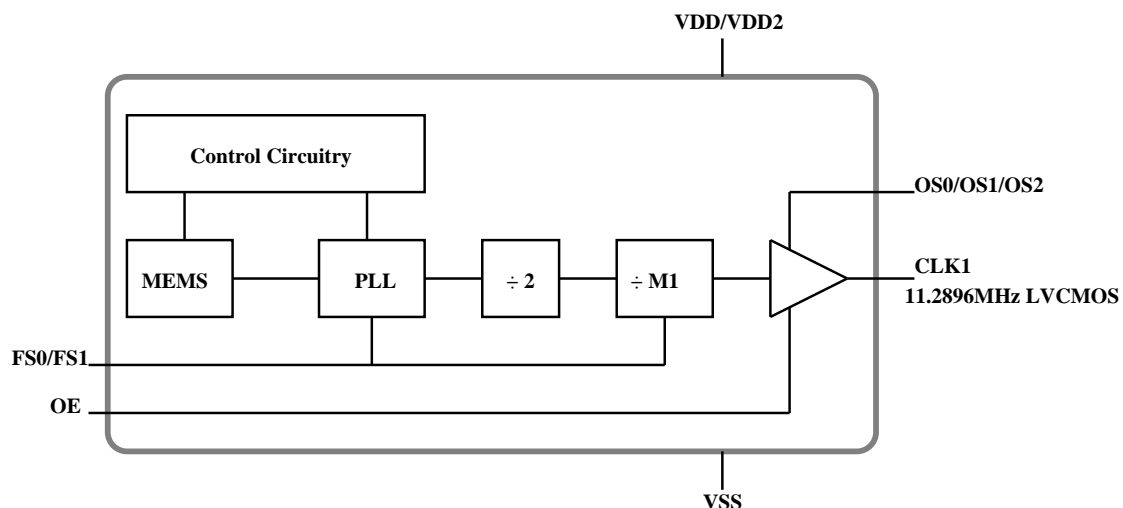 VDD/VDD2
Control Circuitry
OS0/OS1/OS2
MEMS
PLL
÷ 2
÷ M1
CLK1
11.2896MHz LVCMOS
FS0/FS1
OE
VSS